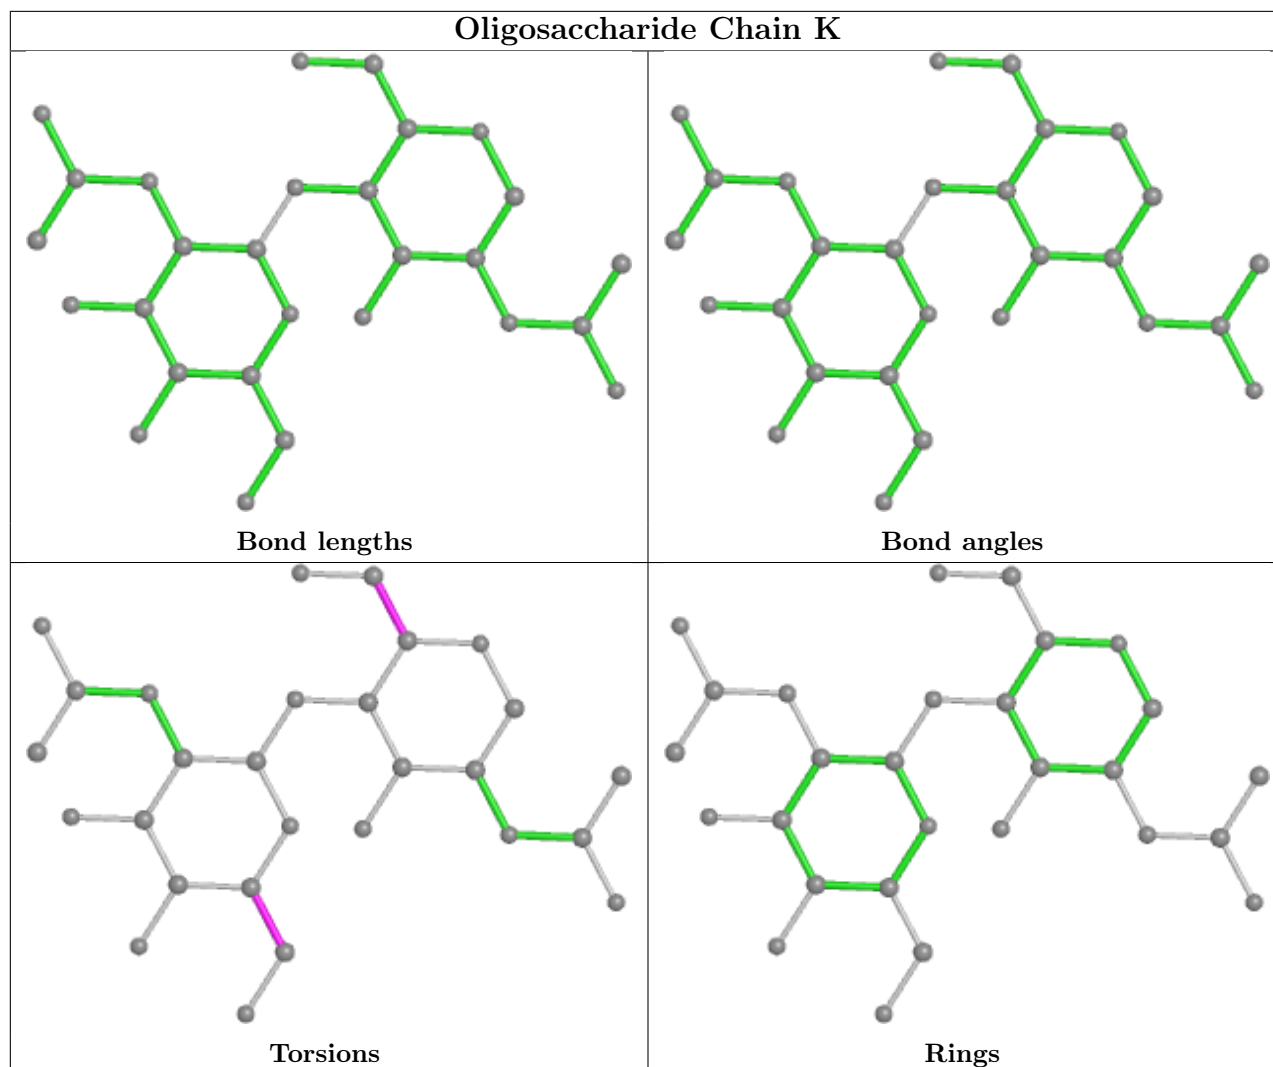 Oligosaccharide Chain K
Bond lengths
Bond angles
Torsions
Rings